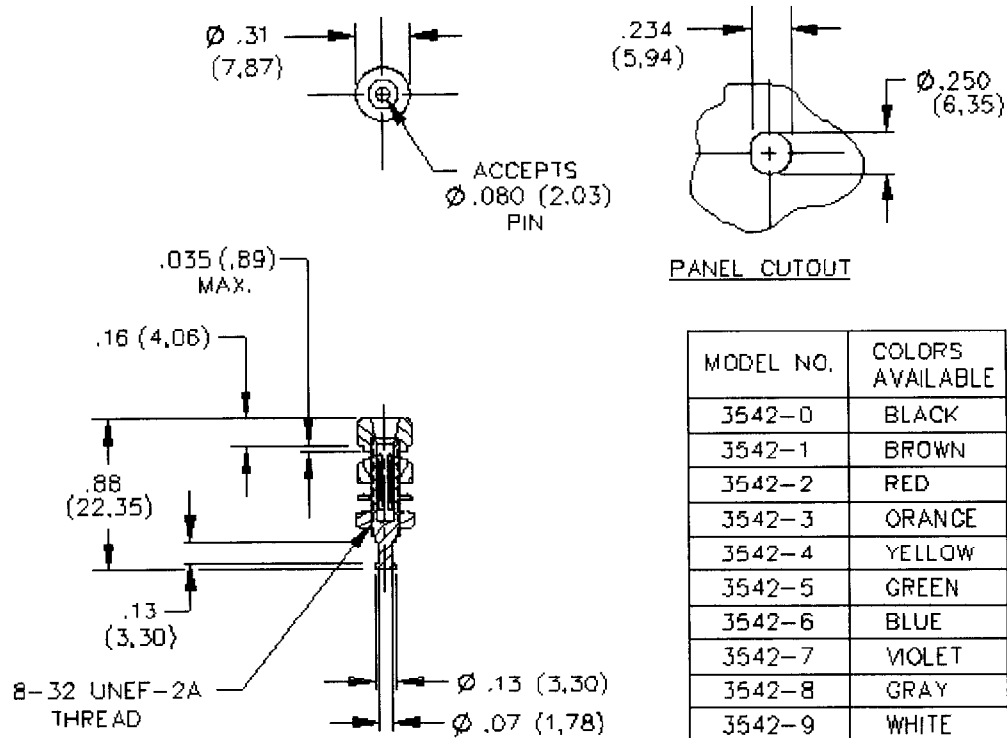 Ø .31
(7,87)
ACCEPTS
Ø .080 (2.03)
PIN
.234
(5,94)
Ø.250
(6,35)
PANEL CUTOUT
.035 (,89)
MAX.
.16 (4,06)
.88
(22,35)
.13
(3,30)
8-32 UNEF-2A
THREAD
Ø .13 (3,30)
Ø .07 (1,78)
MODEL NO. COLORS AVAILABLE
3542-0 BLACK
3542-1 BROWN
3542-2 RED
3542-3 ORANGE
3542-4 YELLOW
3542-5 GREEN
3542-6 BLUE
3542-7 VIOLET
3542-8 GRAY
3542-9 WHITE